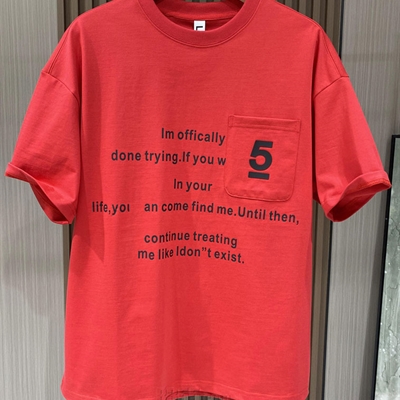 5
Im offically
done trying.If you w
In your
life,you an come find me.Until then,
continue treating
me like Idon"t exist.